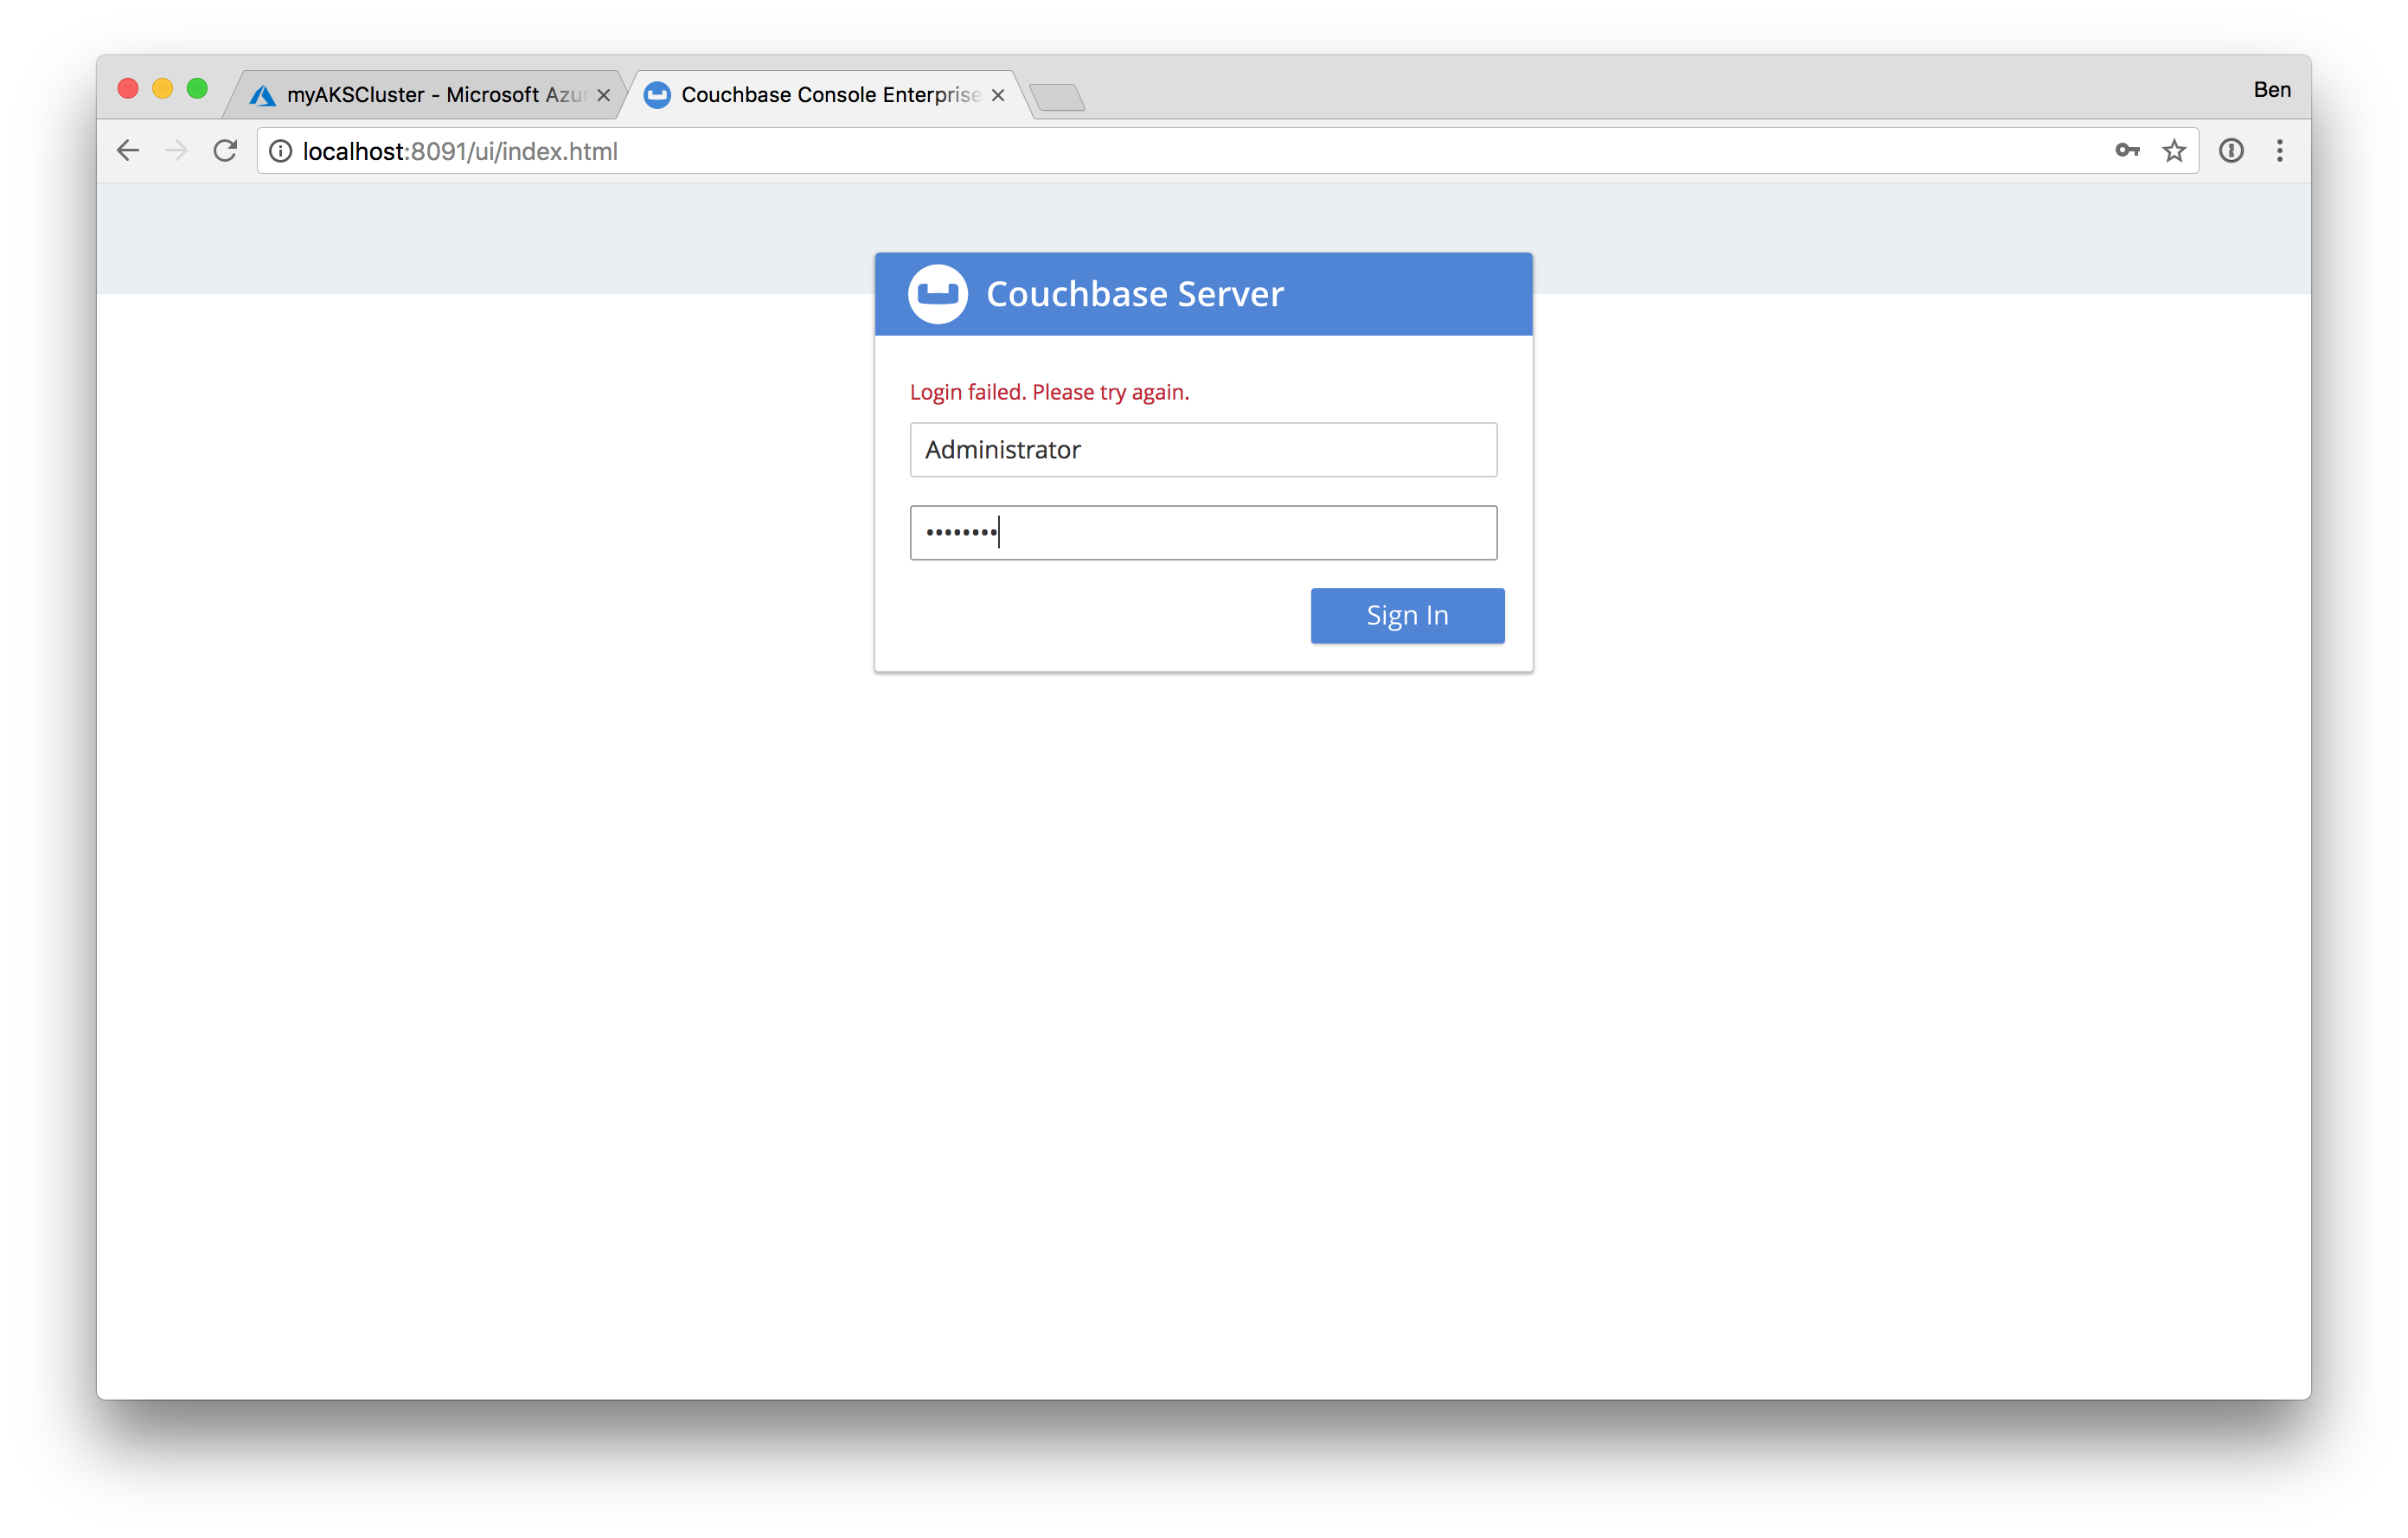 myAKSCluster - Microsoft Azu
Couchbase Console Enterprise
Ben
localhost:8091/ui/index.html
Couchbase Server
Login failed. Please try again.
Administrator
••••••••
Sign In